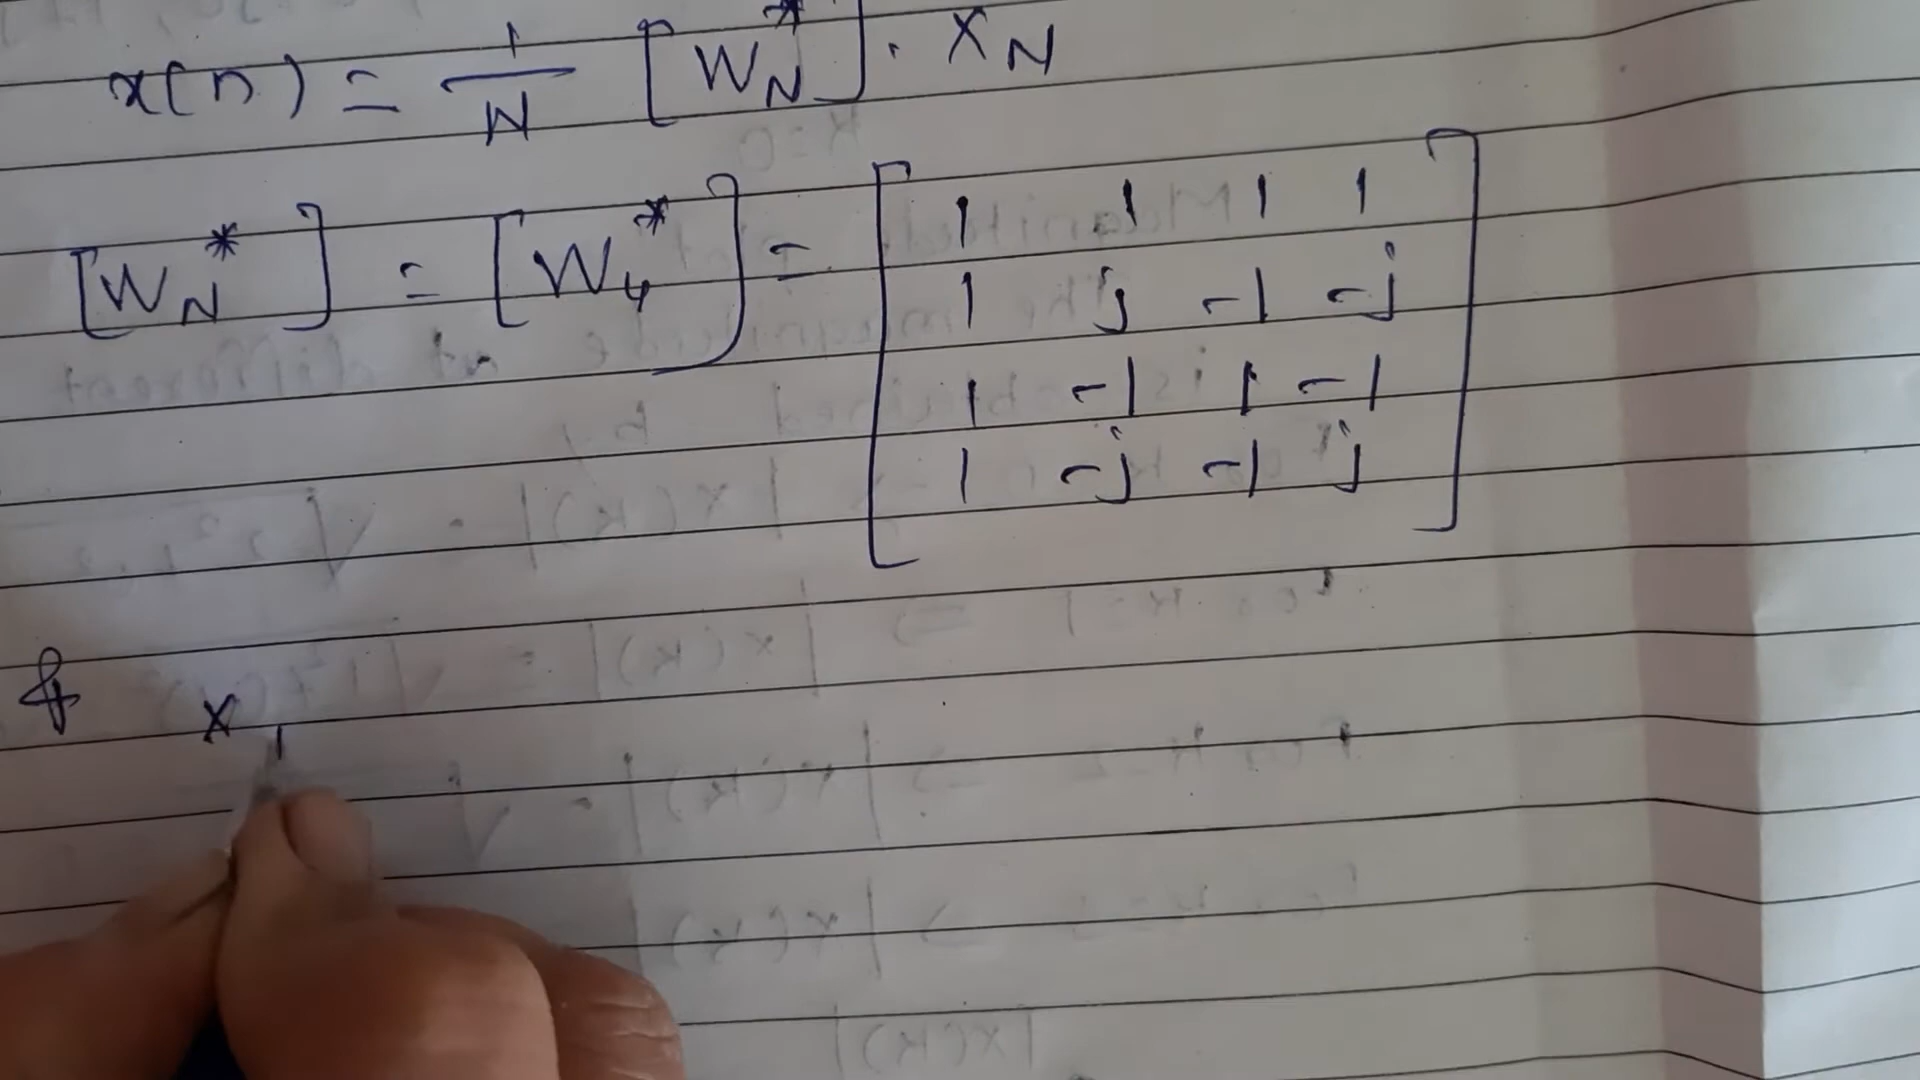 x(n) = 1/N [W_N^*] . X_N
[W_N^*] = [W_4^*] = [1 1 1 1
1 j -1 -j
1 -1 1 -1
1 -j -1 j]
& X